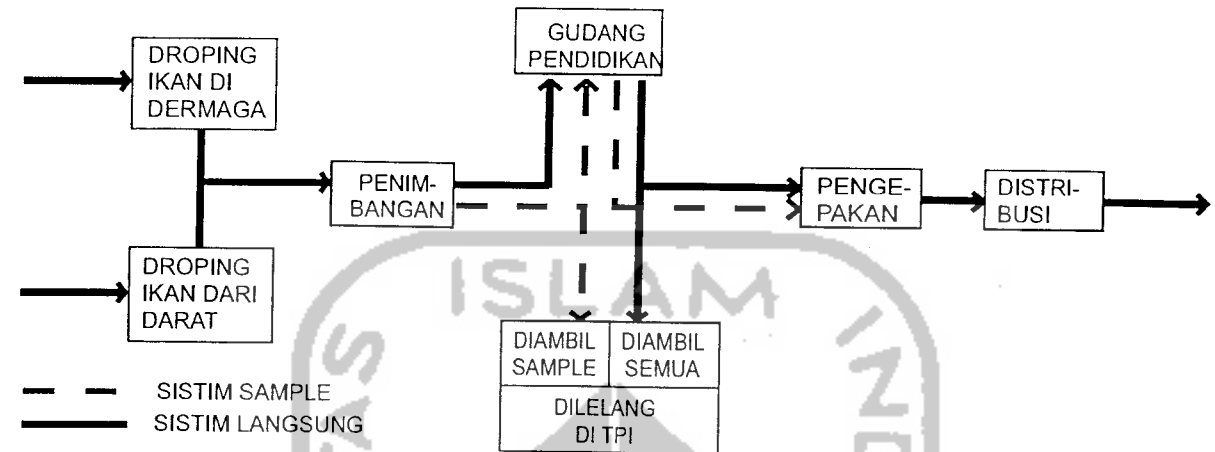 DROPING
IKAN DI
DERMAGA
GUDANG
PENDIDIKAN
PENIM-
BANGAN
PENGE-
PAKAN
DISTRI-
BUSI
DROPING
IKAN DARI
DARAT
DIAMBIL
SAMPLE
DIAMBIL
SEMUA
DILELANG
DI TPI
SISTIM SAMPLE
SISTIM LANGSUNG
ISLAM